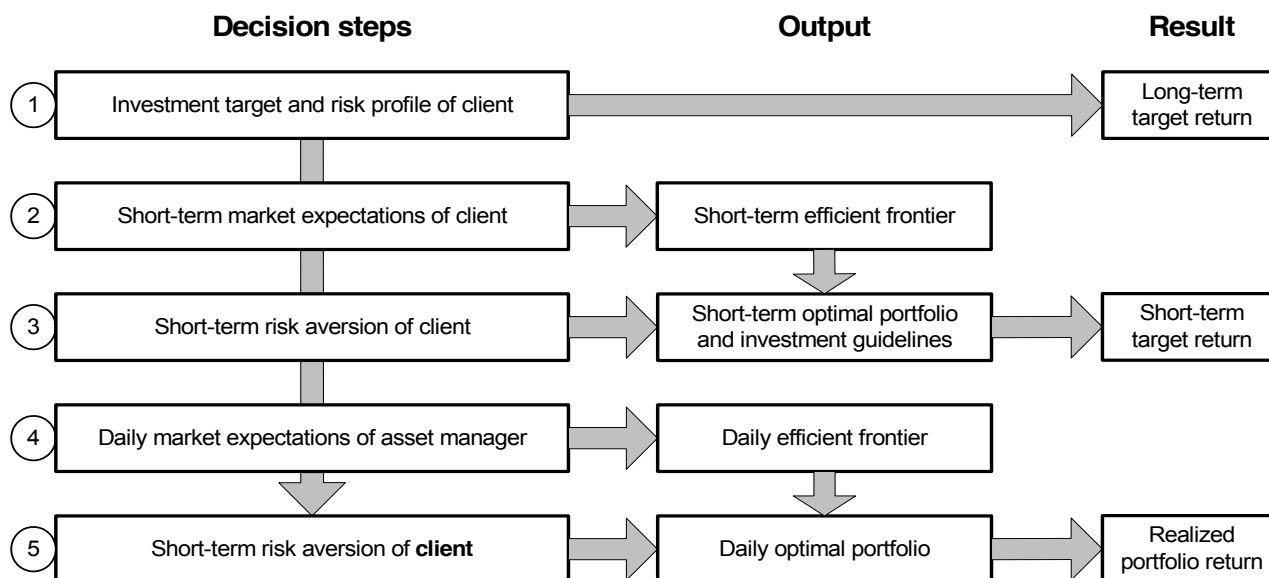 Decision steps
Output
Result
1
Investment target and risk profile of client
Long-term
target return
2
Short-term market expectations of client
Short-term efficient frontier
3
Short-term risk aversion of client
Short-term optimal portfolio
and investment guidelines
Short-term
target return
4
Daily market expectations of asset manager
Daily efficient frontier
5
Short-term risk aversion of client
Daily optimal portfolio
Realized
portfolio return